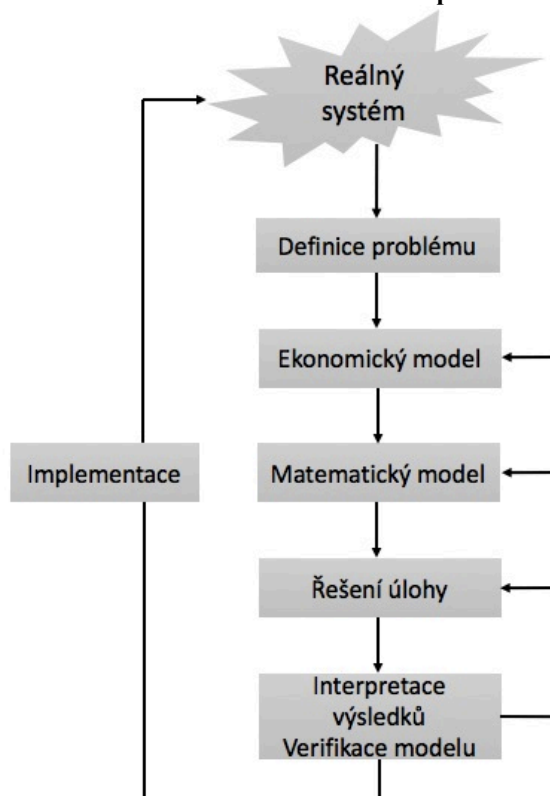 Reálný
systém
Definice problému
Ekonomický model
Implementace
Matematický model
Řešení úlohy
Interpretace
výsledků
Verifikace modelu